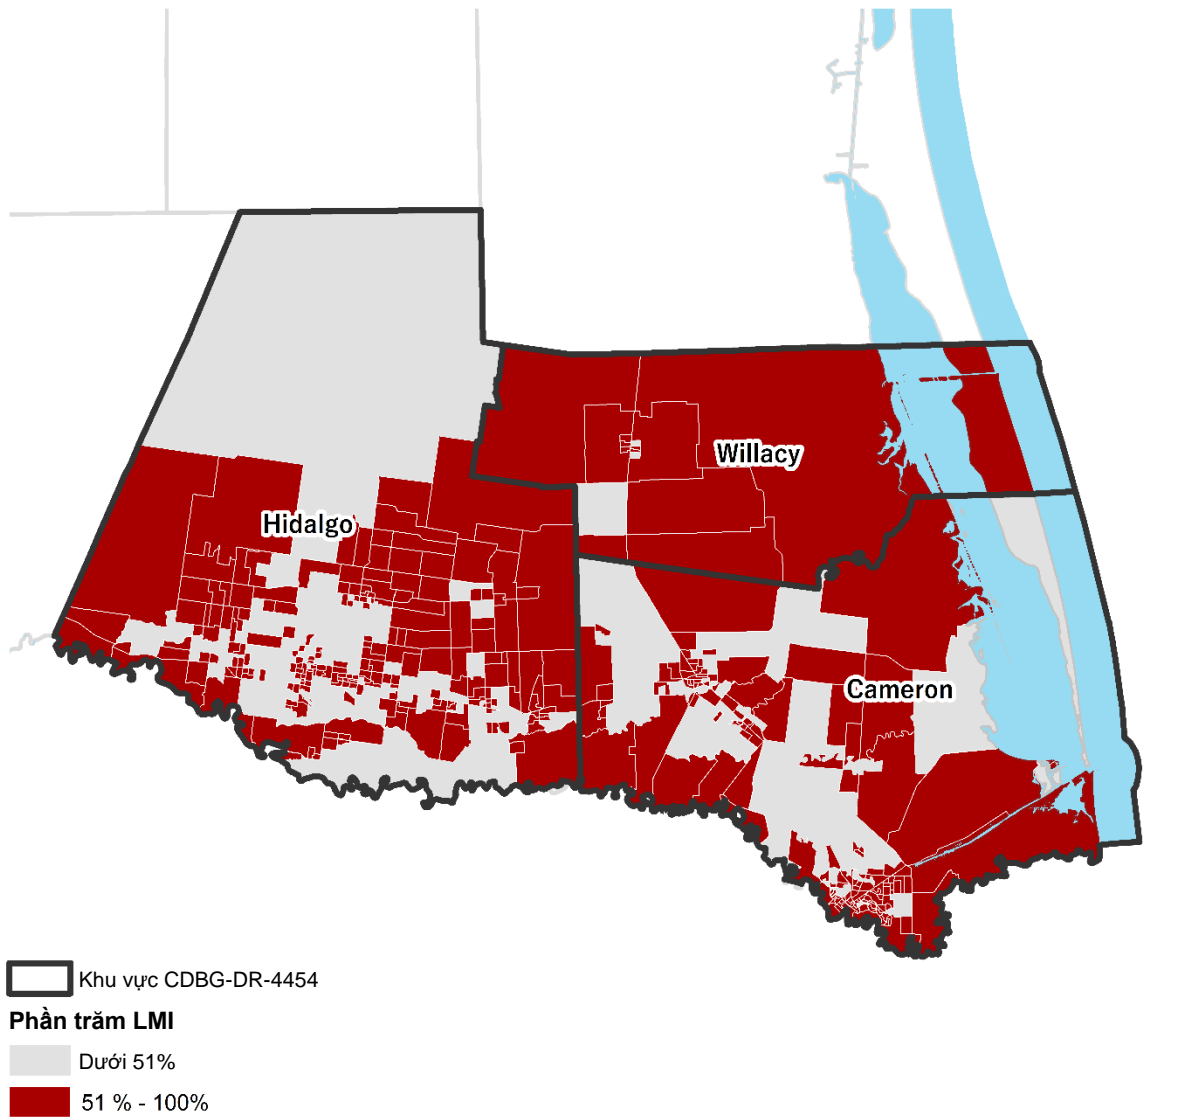 Willacy
Hidalgo
Cameron
Khu vực CDBG-DR-4454
Phần trăm LMI
Dưới 51%
51 % - 100%